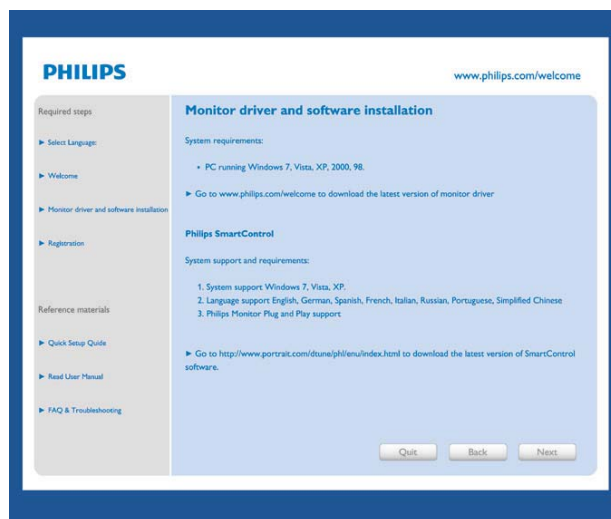 PHILIPS
www.philips.com/welcome
Required steps
► Select Language:
► Welcome
► Monitor driver and software installation
► Registration
Reference materials
► Quick Setup Quide
► Read User Manual
► FAQ & Troubleshooting
Monitor driver and software installation
System requirements:
• PC running Windows 7, Vista, XP, 2000, 98.
► Go to www.philips.com/welcome to download the latest version of monitor driver
Philips SmartControl
System support and requirements:
1. System support Windows 7, Vista, XP.
2. Language support English, German, Spanish, French, Italian, Russian, Portuguese, Simplified Chinese
3. Philips Monitor Plug and Play support
► Go to http://www.portrait.com/dtune/phl/enu/index.html to download the latest version of SmartControl
software.
Quit
Back
Next